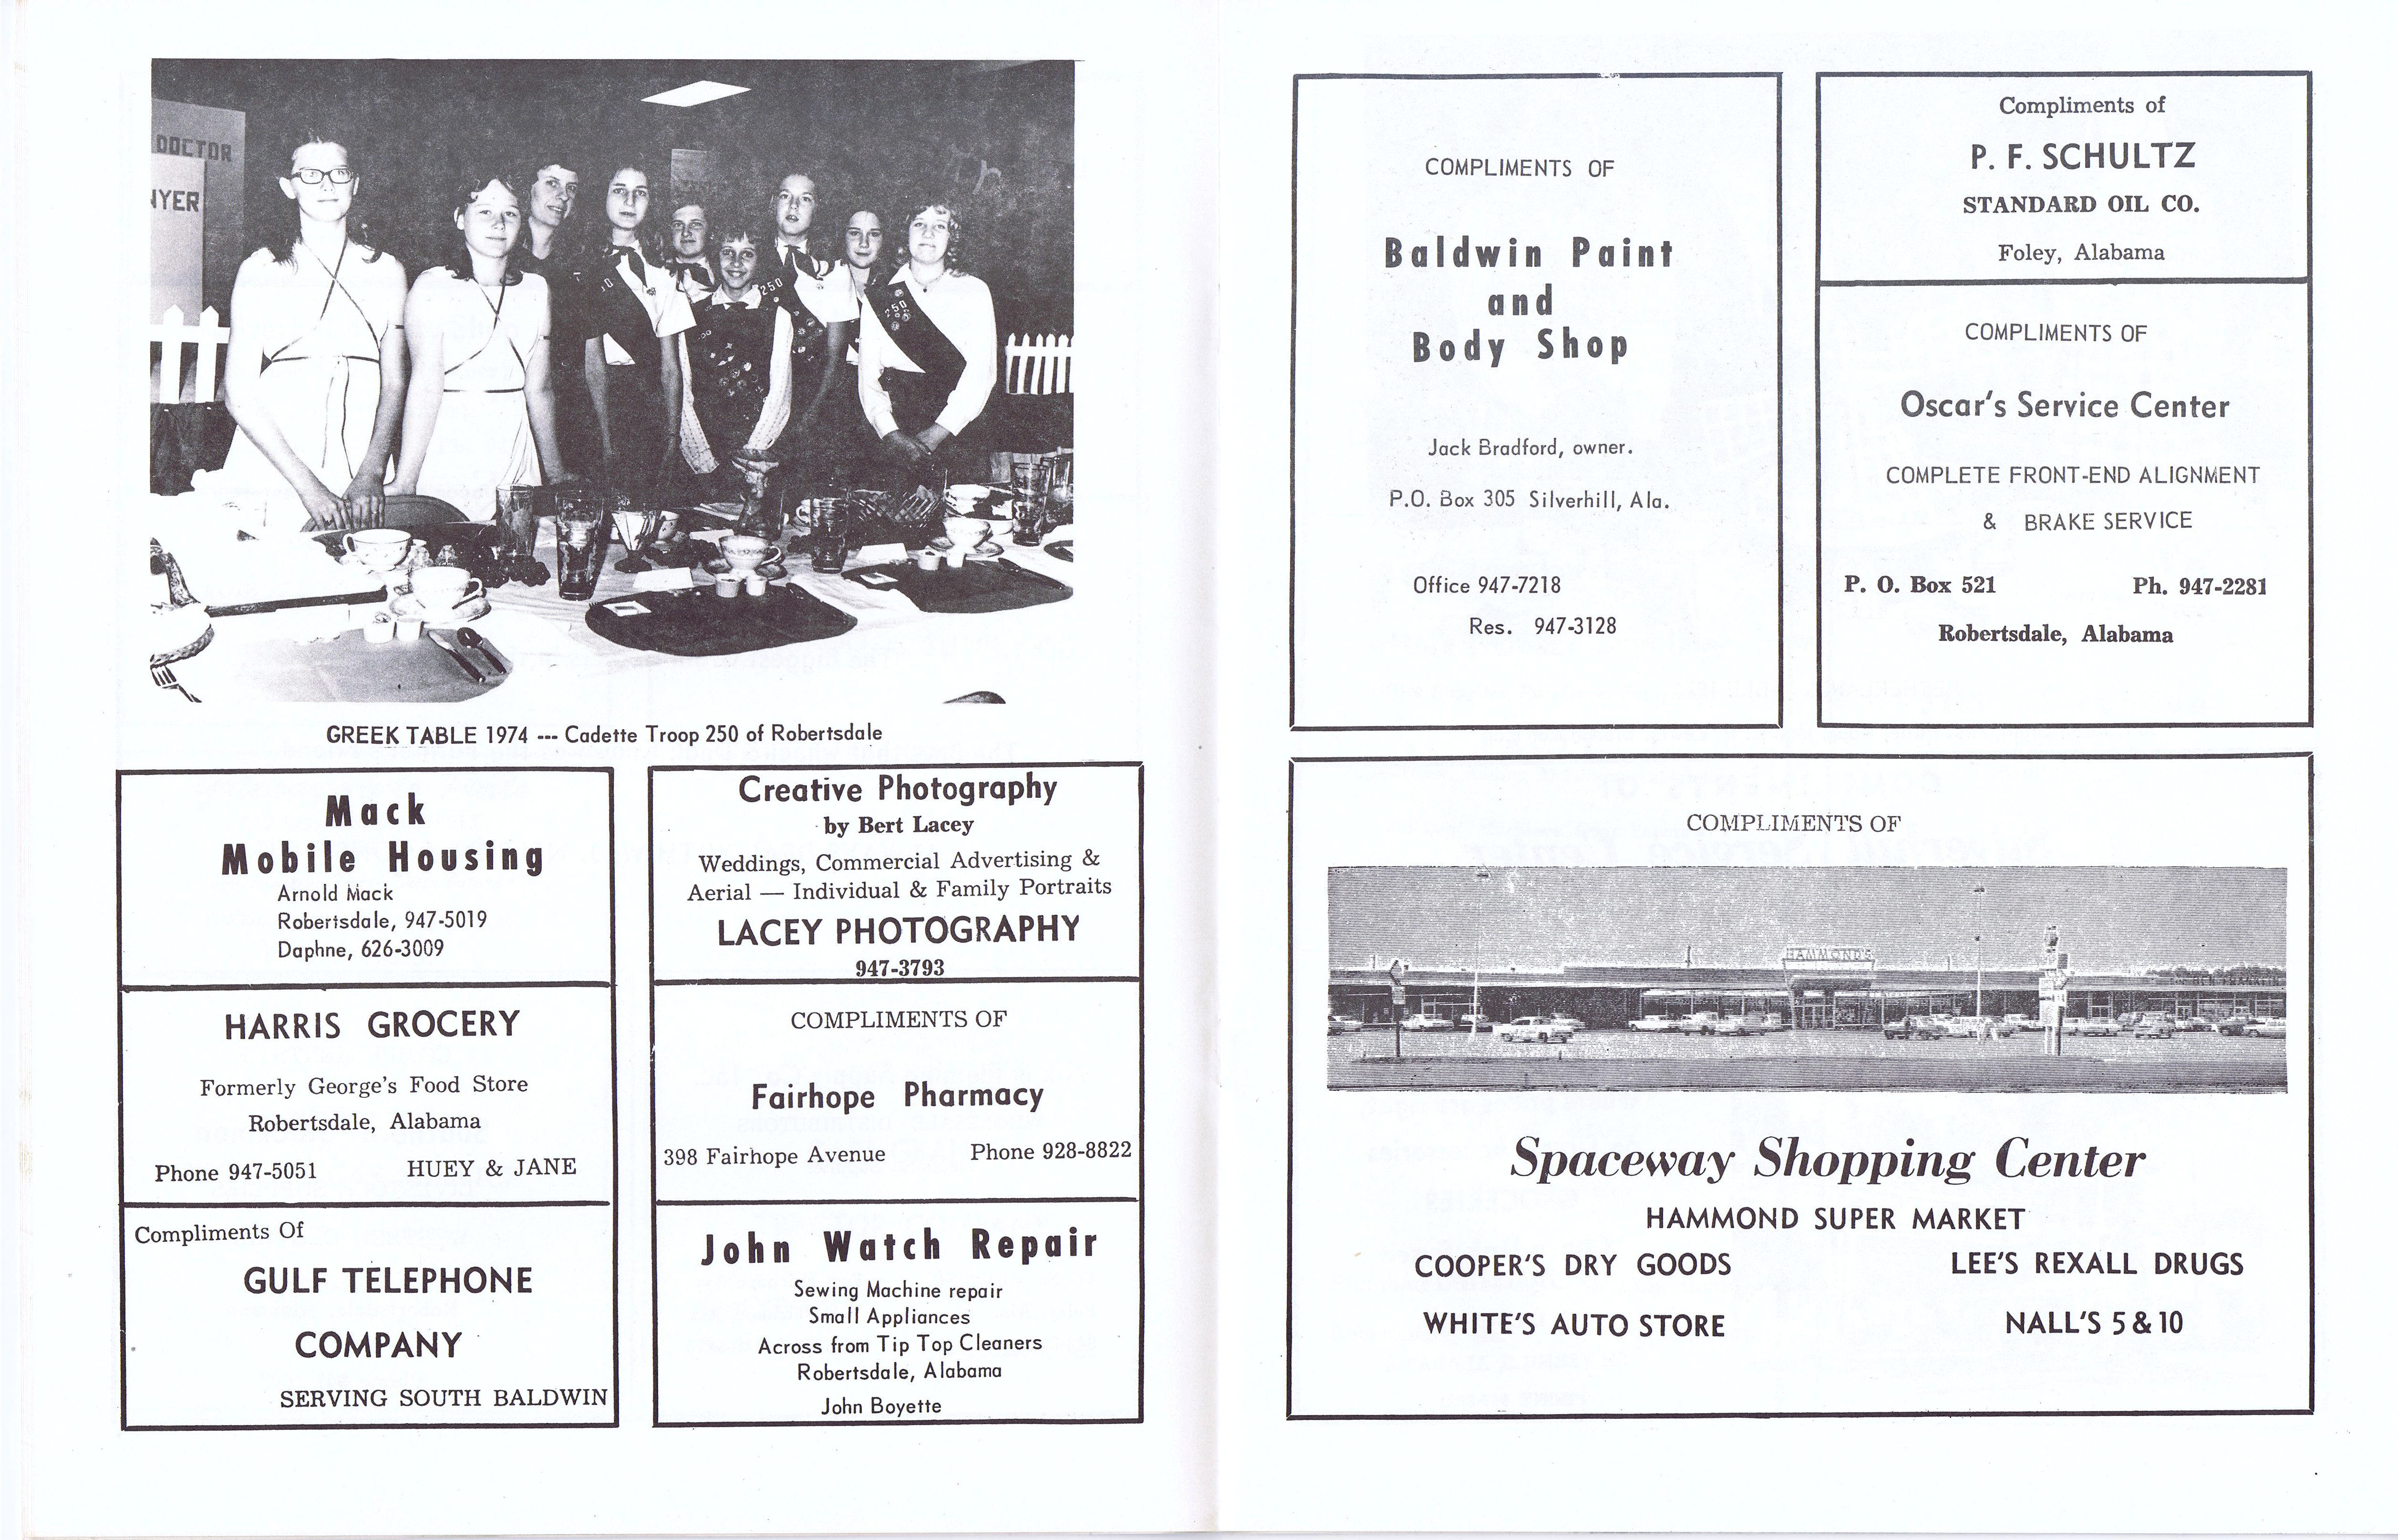 DOCTOR
250
250
GREEK TABLE 1974 --- Cadette Troop 250 of Robertsdale
Mack
Mobile Housing
Arnold Mack
Robertsdale, 947-5019
Daphne, 626-3009
HARRIS GROCERY
Formerly George's Food Store
Robertsdale, Alabama
Phone 947-5051 HUEY & JANE
Compliments Of
GULF TELEPHONE
COMPANY
SERVING SOUTH BALDWIN
Creative Photography
by Bert Lacey
Weddings, Commercial Advertising &
Aerial — Individual & Family Portraits
LACEY PHOTOGRAPHY
947-3793
COMPLIMENTS OF
Fairhope Pharmacy
398 Fairhope Avenue Phone 928-8822
John Watch Repair
Sewing Machine repair
Small Appliances
Across from Tip Top Cleaners
Robertsdale, Alabama
John Boyette
COMPLIMENTS OF
Baldwin Paint
and
Body Shop
Jack Bradford, owner.
P.O. Box 305 Silverhill, Ala.
Office 947-7218
Res. 947-3128
Compliments of
P. F. SCHULTZ
STANDARD OIL CO.
Foley, Alabama
COMPLIMENTS OF
Oscar's Service Center
COMPLETE FRONT-END ALIGNMENT
& BRAKE SERVICE
P. O. Box 521 Ph. 947-2281
Robertsdale, Alabama
COMPLIMENTS OF
HAMMOND'S
BEN FRANKLIN
Spaceway Shopping Center
HAMMOND SUPER MARKET
COOPER'S DRY GOODS LEE'S REXALL DRUGS
WHITE'S AUTO STORE NALL'S 5 & 10